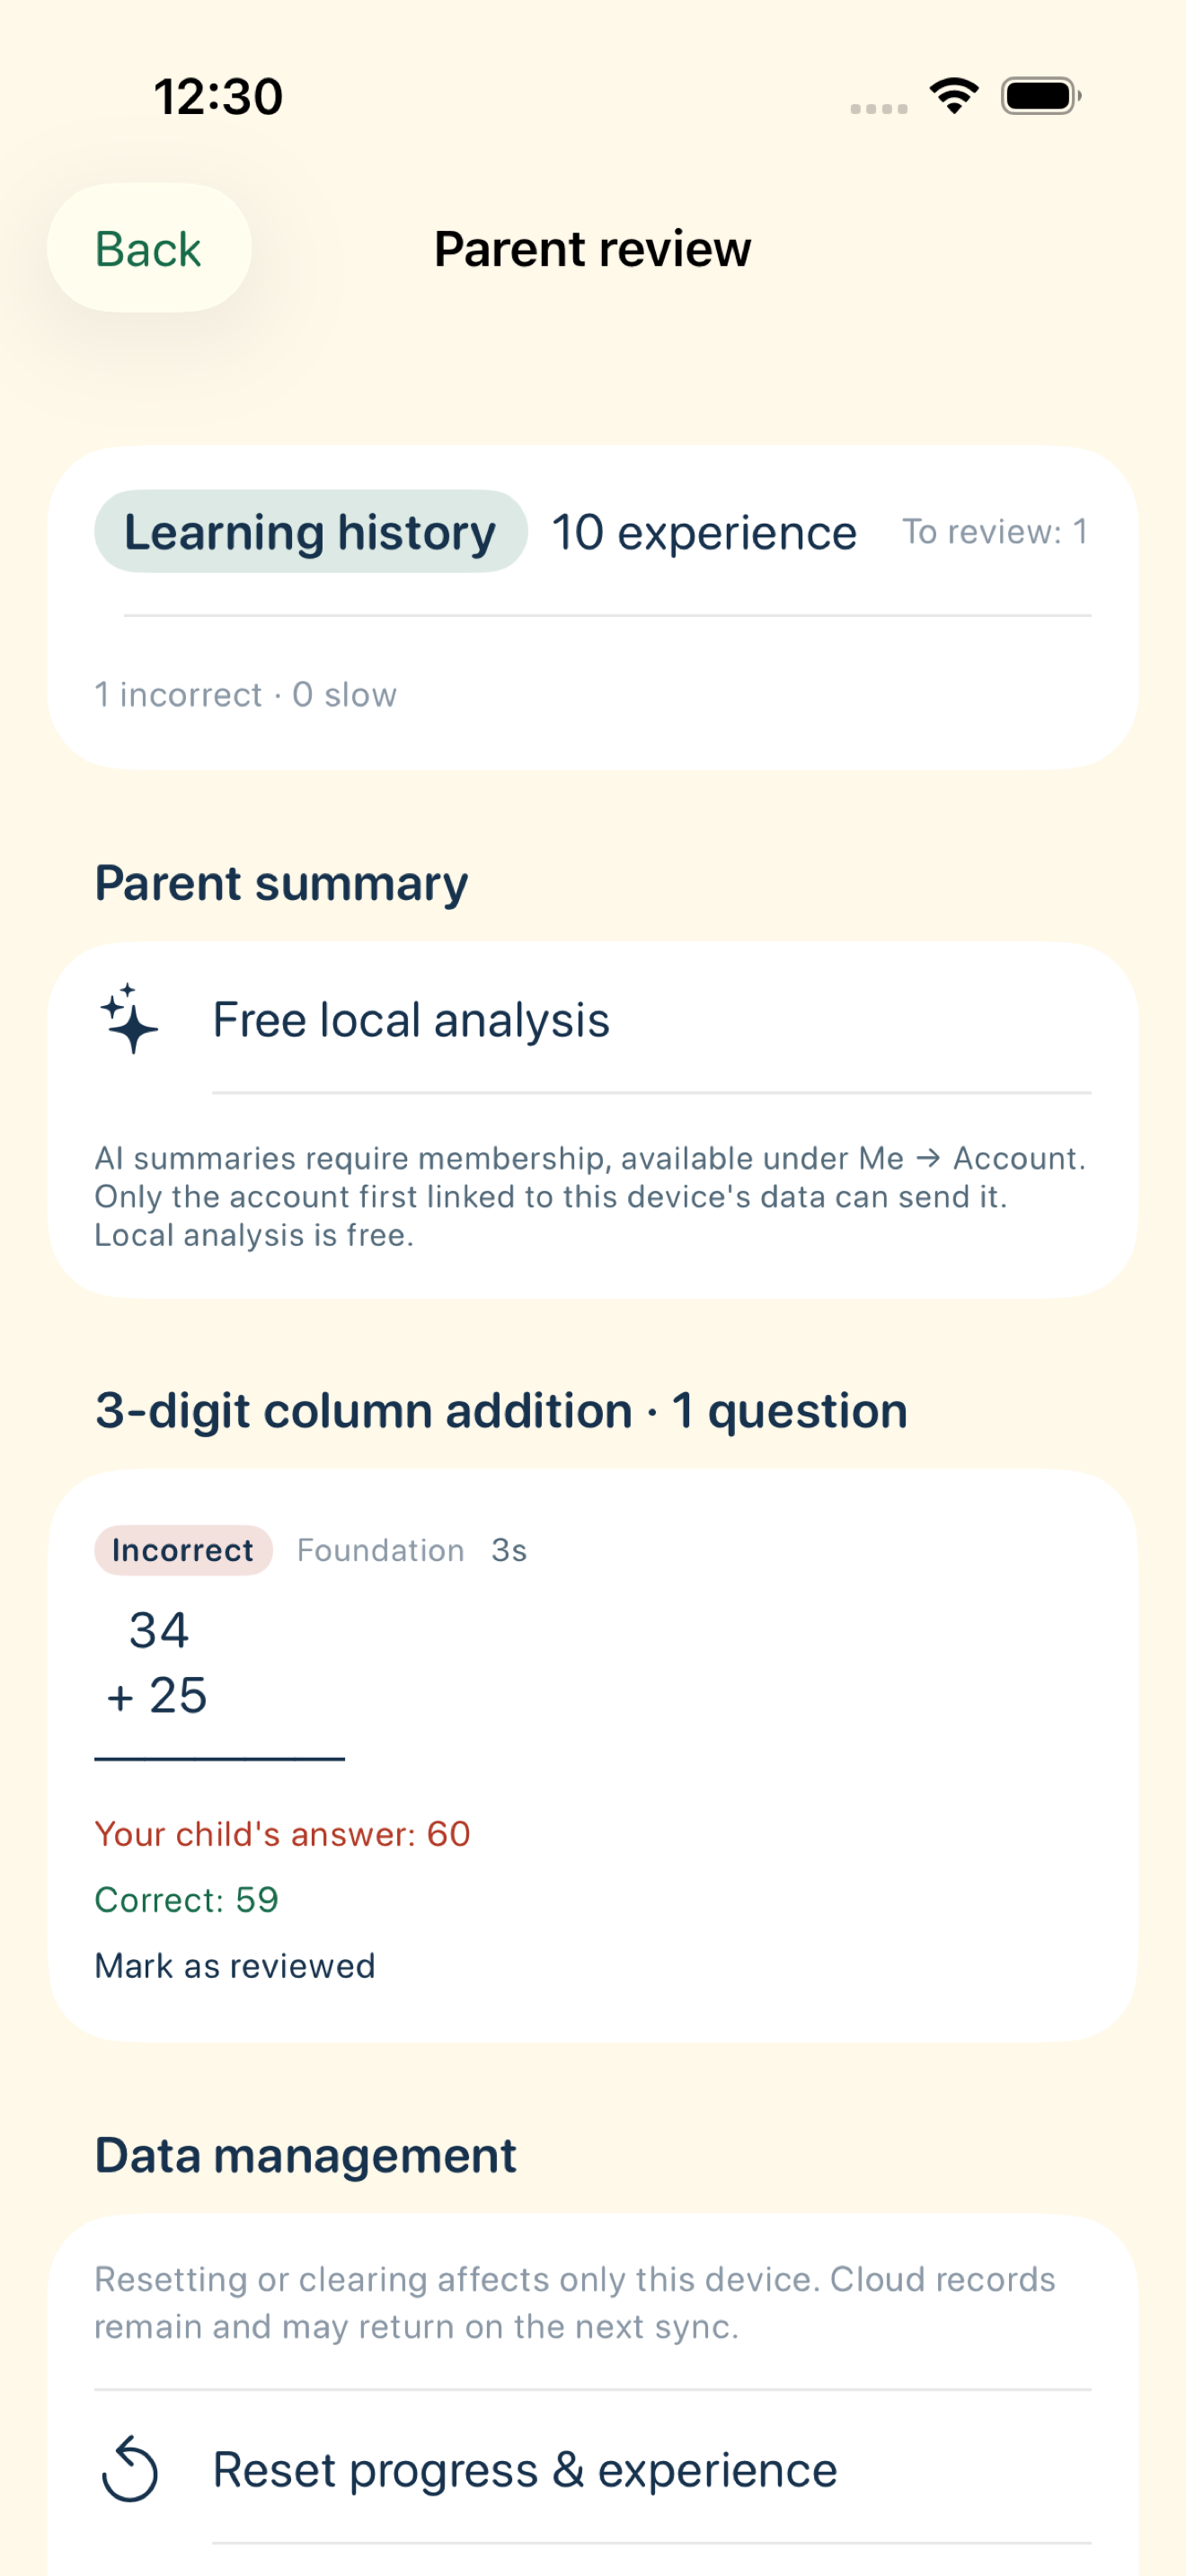 12:30
Back
Parent review
Learning history 10 experience To review: 1
1 incorrect · 0 slow
Parent summary
Free local analysis
AI summaries require membership, available under Me → Account.
Only the account first linked to this device's data can send it.
Local analysis is free.
3-digit column addition · 1 question
Incorrect Foundation 3s
34
+ 25
Your child's answer: 60
Correct: 59
Mark as reviewed
Data management
Resetting or clearing affects only this device. Cloud records
remain and may return on the next sync.
Reset progress & experience